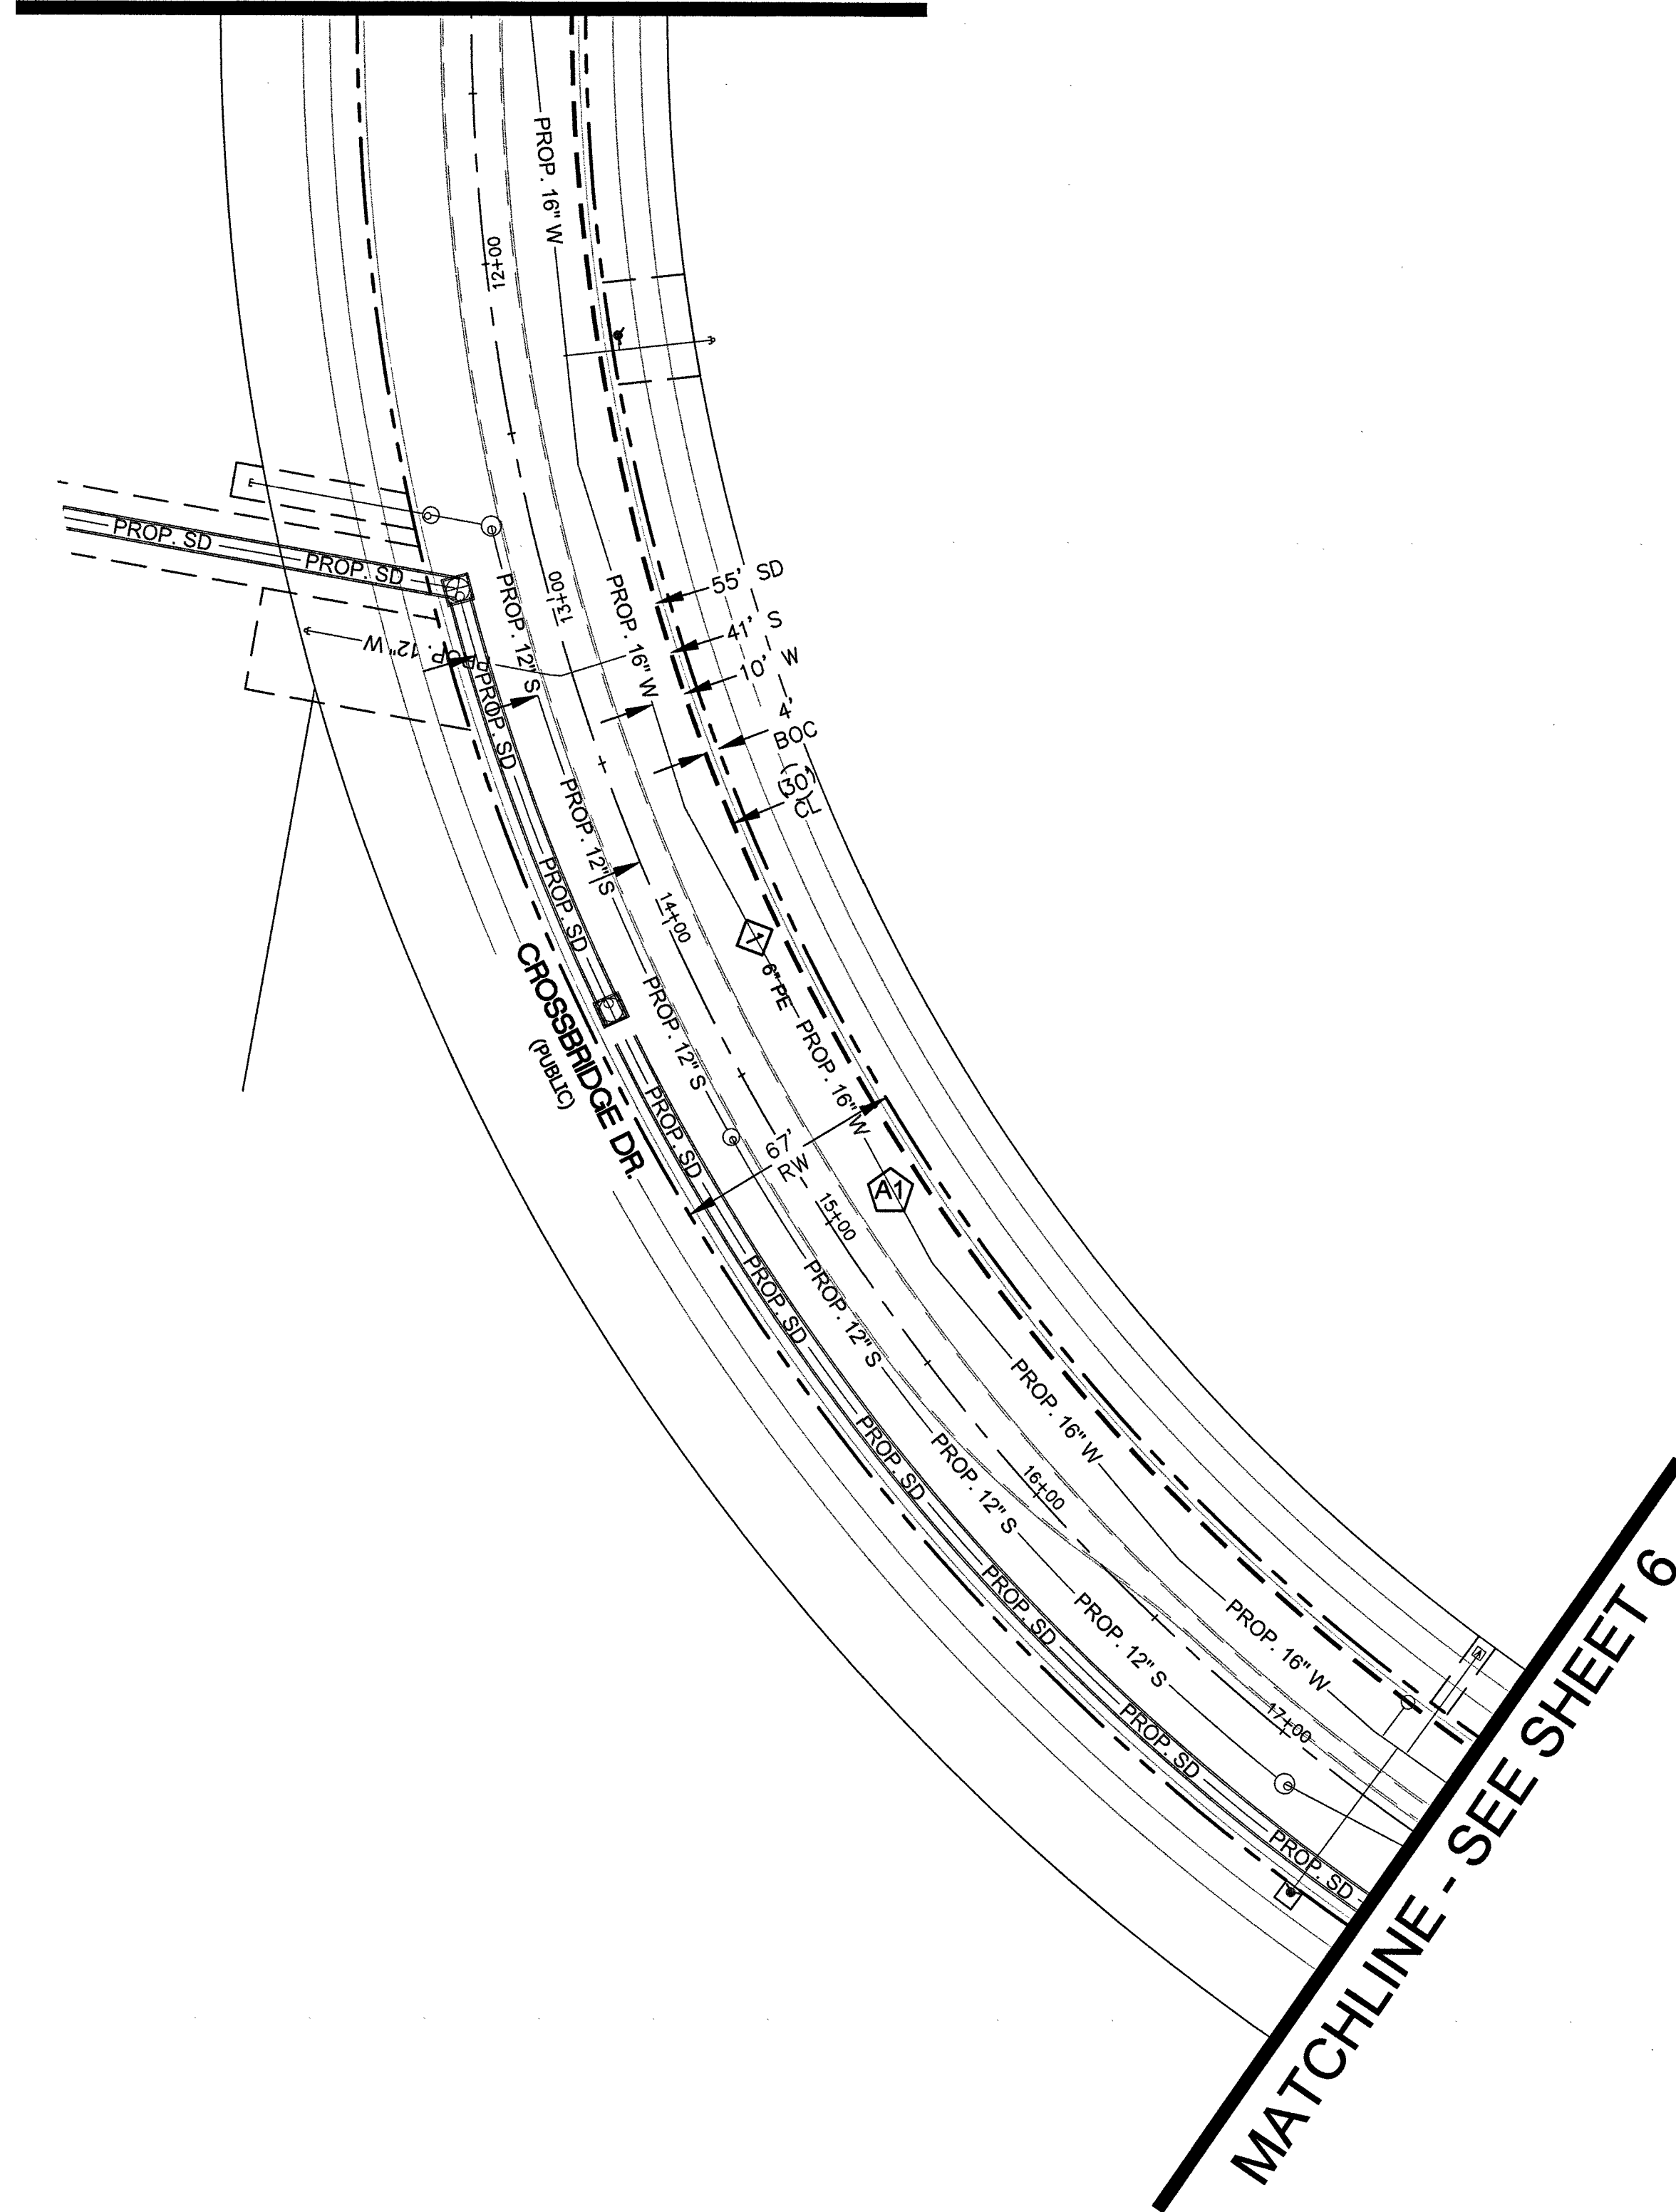 PROP. 16" W
12+00
PROP. SD
PROP. SD
PROP. 12" W
PROP. 12" S
13+00
PROP. 16" W
55' SD
41' S
10' W
4'
BOC
(30')
CL
PROP. SD
PROP. 12" S
PROP. SD
14+00
1
6" PE
PROP. 12" S
PROP. 16" W
CROSSBRIDGE DR.
(PUBLIC)
PROP. SD
67'
RW
A1
15+00
PROP. SD
PROP. 12" S
PROP. 16" W
PROP. SD
PROP. 12" S
16+00
PROP. SD
PROP. 12" S
PROP. 16" W
PROP. SD
17+00
PROP. SD
MATCHLINE - SEE SHEET 6